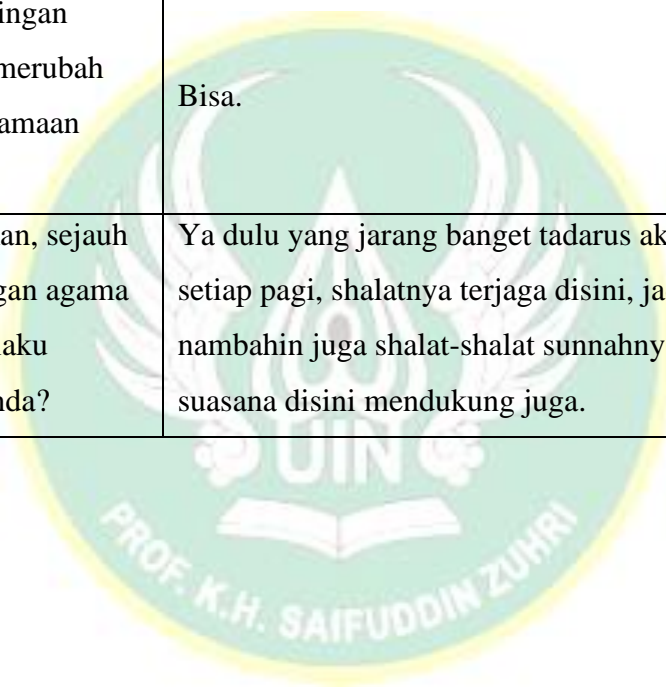 ingan
merubah
amaan
Bisa.
an, sejauh
gan agama
aku
nda?
Ya dulu yang jarang banget tadarus ak
setiap pagi, shalatnya terjaga disini, ja
nambahin juga shalat-shalat sunnahny
suasana disini mendukung juga.
UIN
PROF. K.H. SAIFUDDIN ZUHRI